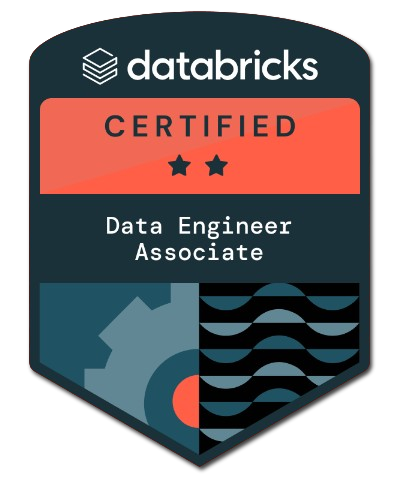 databricks
CERTIFIED
Data Engineer
Associate